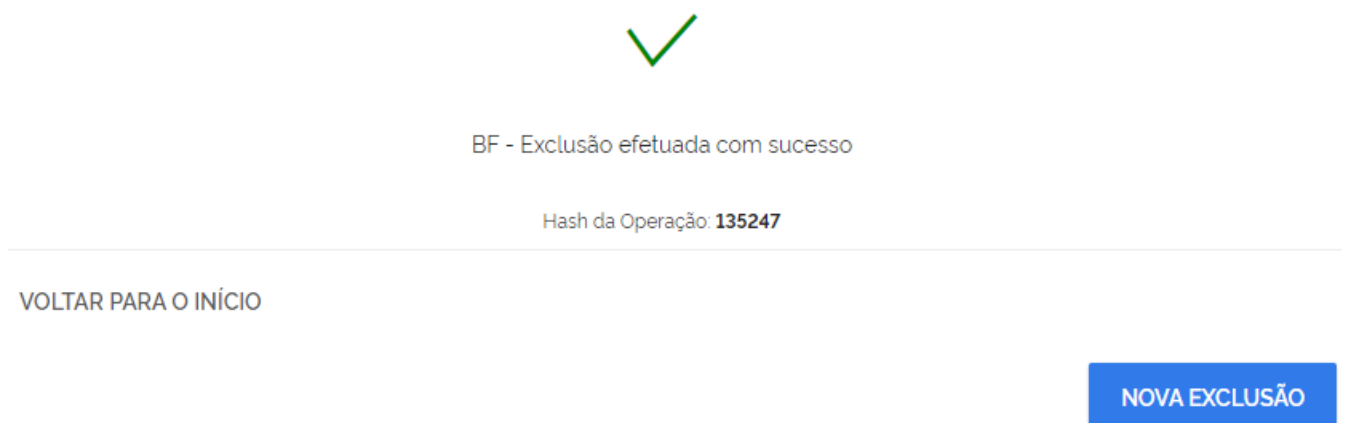 BF - Exclusão efetuada com sucesso
Hash da Operação: 135247
VOLTAR PARA O INÍCIO
NOVA EXCLUSÃO